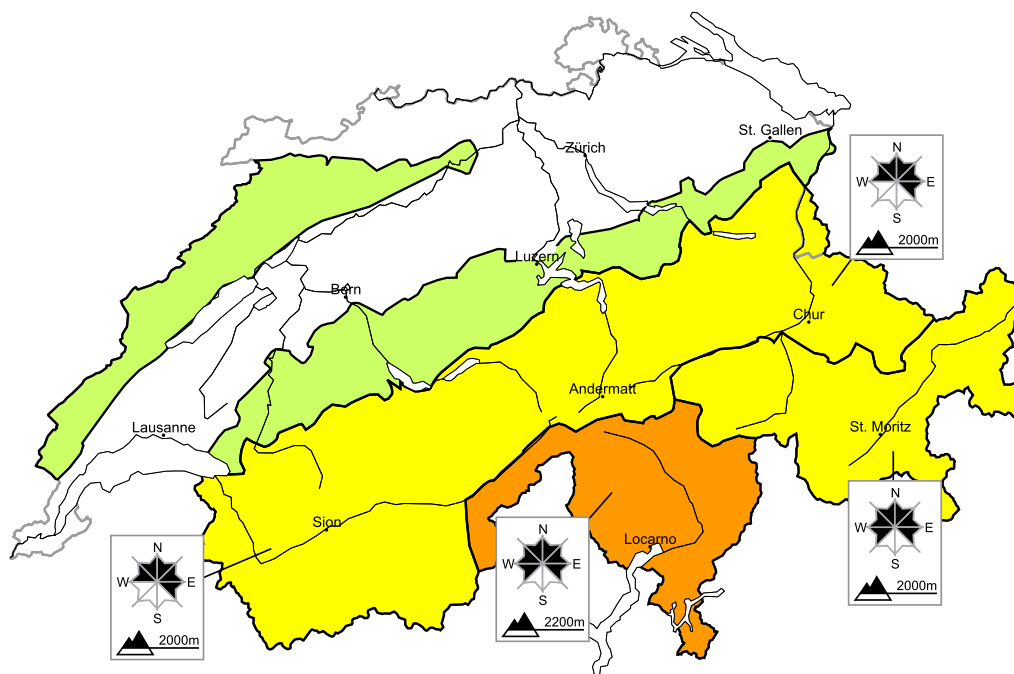 St. Gallen
Zürich
N
W E
S
2000m
Luzern
Bern
Chur
Andermatt
Lausanne
St. Moritz
N
W E
S
2000m
Sion
N
W E
S
2200m
Locarno
N
W E
S
2000m